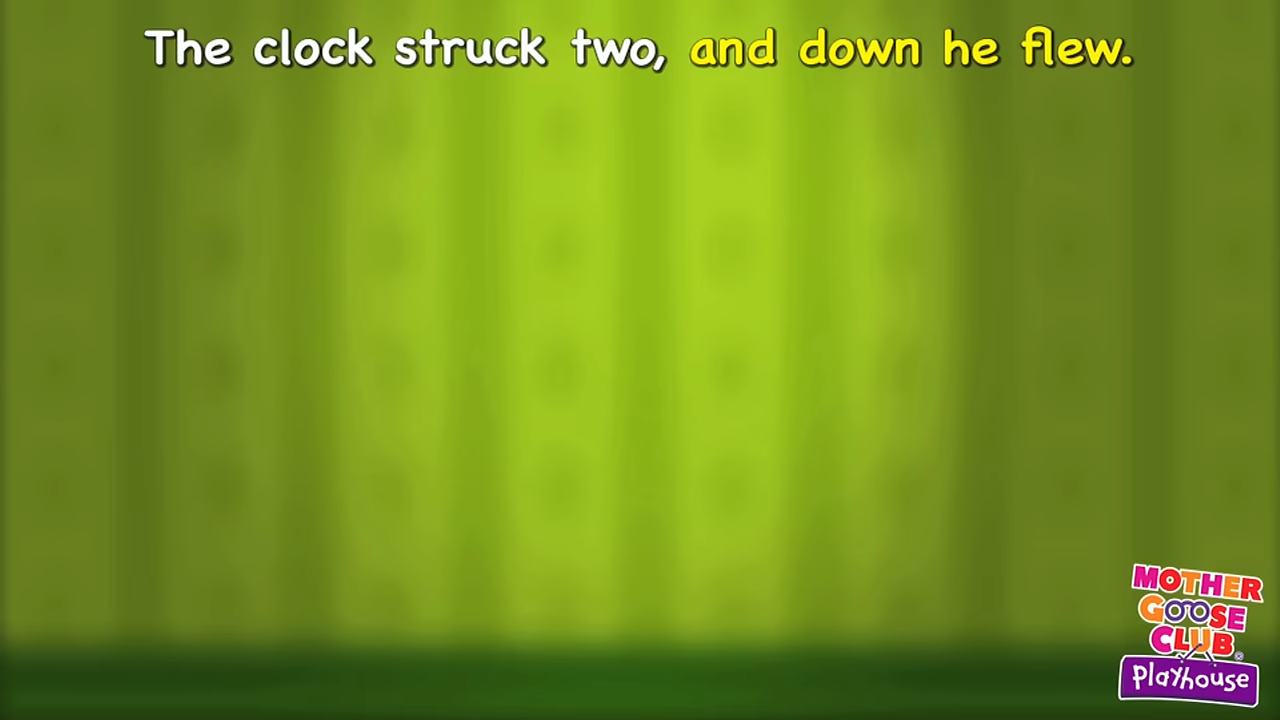 The clock struck two, and down he flew.
MOTHER
GOOSE
CLUB
Playhouse